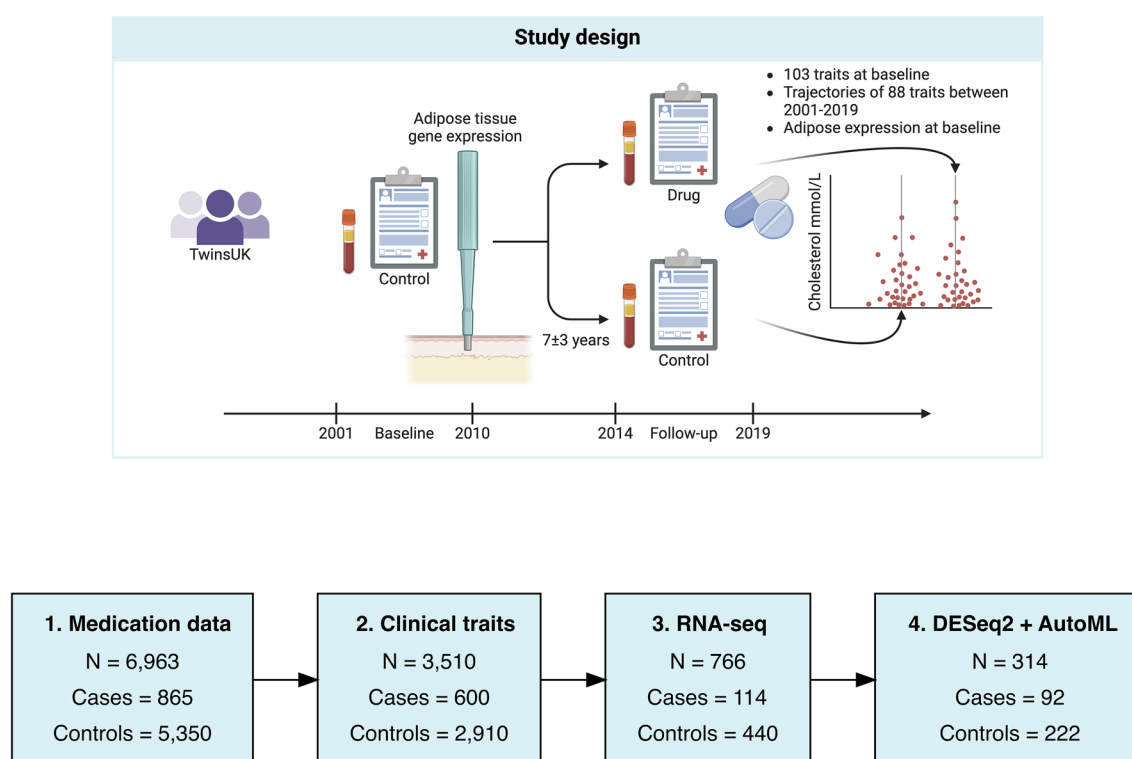 Study design
• 103 traits at baseline
• Trajectories of 88 traits between
2001-2019
• Adipose expression at baseline
Adipose tissue
gene expression
TwinsUK
Control
Drug
7±3 years
Control
Cholesterol mmol/L
2001
Baseline
2010
2014
Follow-up
2019
1. Medication data
N = 6,963
Cases = 865
Controls = 5,350
2. Clinical traits
N = 3,510
Cases = 600
Controls = 2,910
3. RNA-seq
N = 766
Cases = 114
Controls = 440
4. DESeq2 + AutoML
N = 314
Cases = 92
Controls = 222